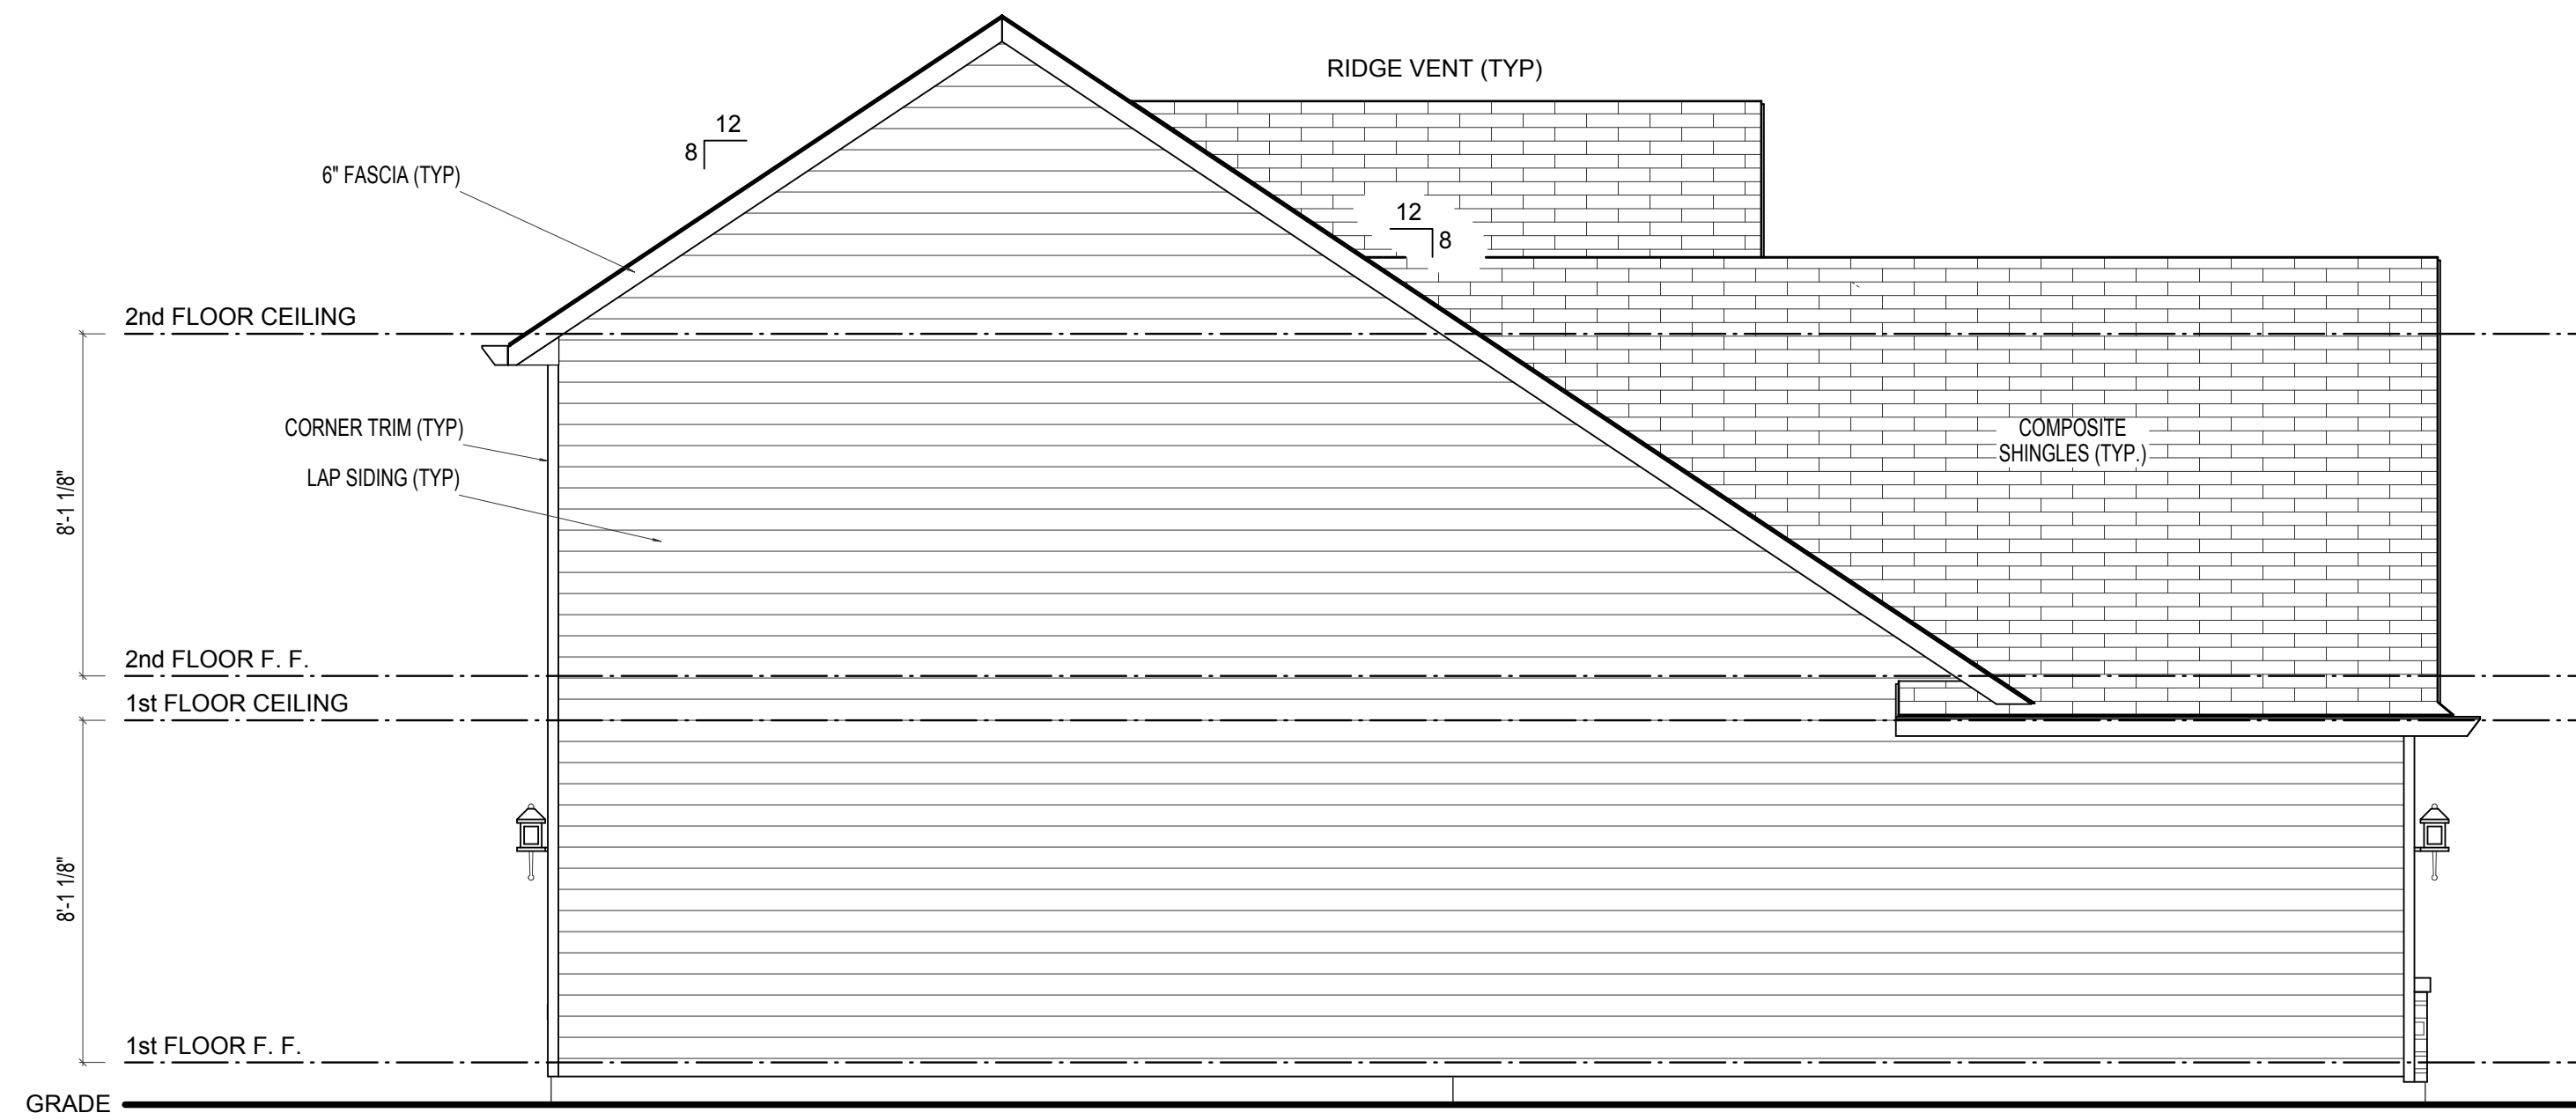 RIDGE VENT (TYP)
12
8
6" FASCIA (TYP)
12
8
2nd FLOOR CEILING
CORNER TRIM (TYP)
COMPOSITE
SHINGLES (TYP.)
LAP SIDING (TYP)
8'-1 1/8"
2nd FLOOR F. F.
1st FLOOR CEILING
8'-1 1/8"
1st FLOOR F. F.
GRADE